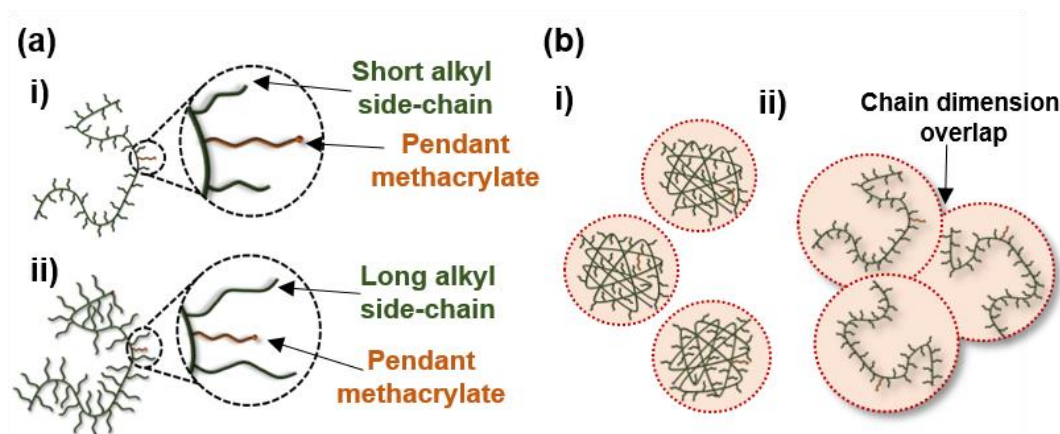 (a)
i)
Short alkyl
side-chain
Pendant
methacrylate
ii)
Long alkyl
side-chain
Pendant
methacrylate
(b)
i)
ii)
Chain dimension
overlap